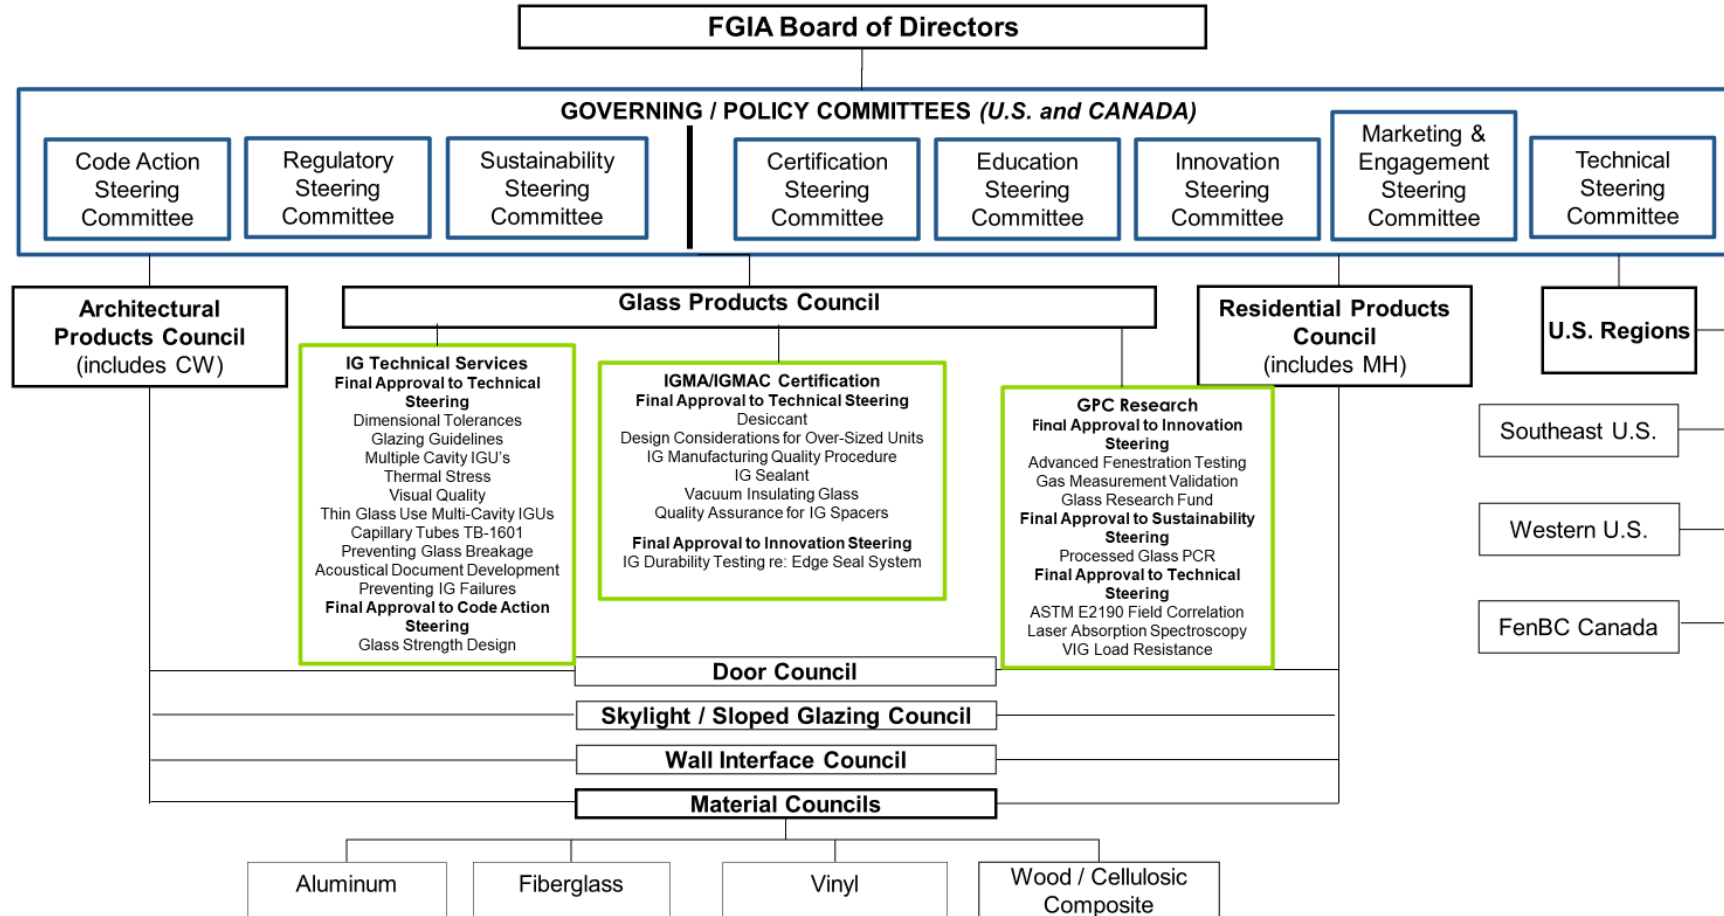 FGIA Board of Directors
GOVERNING / POLICY COMMITTEES (U.S. and CANADA)
Code Action
Steering
Committee
Regulatory
Steering
Committee
Sustainability
Steering
Committee
Certification
Steering
Committee
Education
Steering
Committee
Innovation
Steering
Committee
Marketing &
Engagement
Steering
Committee
Technical
Steering
Committee
Architectural
Products Council
(includes CW)
Glass Products Council
Residential Products
Council
(includes MH)
U.S. Regions
IG Technical Services
Final Approval to Technical
Steering
Dimensional Tolerances
Glazing Guidelines
Multiple Cavity IGU's
Thermal Stress
Visual Quality
Thin Glass Use Multi-Cavity IGUs
Capillary Tubes TB-1601
Preventing Glass Breakage
Acoustical Document Development
Preventing IG Failures
Final Approval to Code Action
Steering
Glass Strength Design
IGMA/IGMAC Certification
Final Approval to Technical Steering
Desiccant
Design Considerations for Over-Sized Units
IG Manufacturing Quality Procedure
IG Sealant
Vacuum Insulating Glass
Quality Assurance for IG Spacers
Final Approval to Innovation Steering
IG Durability Testing re: Edge Seal System
GPC Research
Final Approval to Innovation
Steering
Advanced Fenestration Testing
Gas Measurement Validation
Glass Research Fund
Final Approval to Sustainability
Steering
Processed Glass PCR
Final Approval to Technical
Steering
ASTM E2190 Field Correlation
Laser Absorption Spectroscopy
VIG Load Resistance
Southeast U.S.
Western U.S.
FenBC Canada
Door Council
Skylight / Sloped Glazing Council
Wall Interface Council
Material Councils
Aluminum
Fiberglass
Vinyl
Wood / Cellulosic
Composite